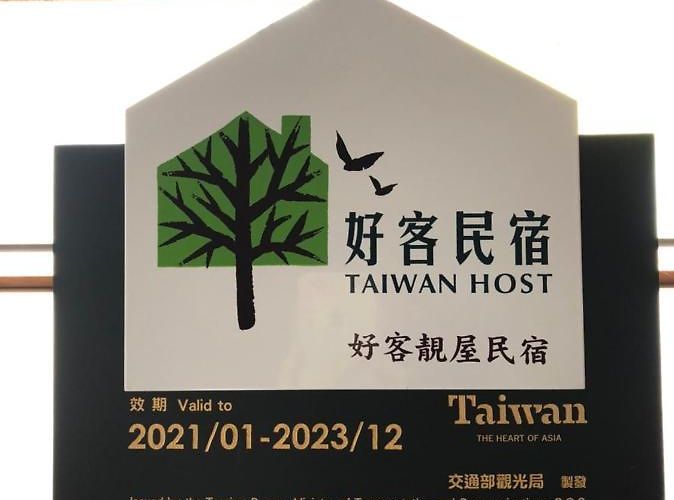 好客民宿
TAIWAN HOST
好客靚屋民宿
效期 Valid to
2021/01-2023/12
Taiwan
THE HEART OF ASIA
交通部觀光局 製發